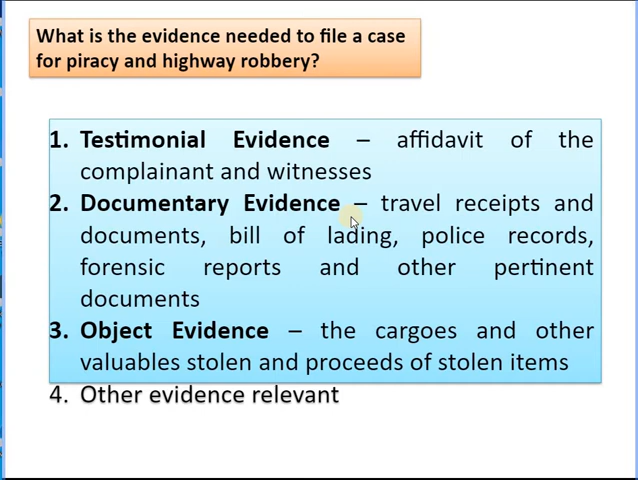 What is the evidence needed to file a case
for piracy and highway robbery?
1. Testimonial Evidence – affidavit of the
complainant and witnesses
2. Documentary Evidence – travel receipts and
documents, bill of lading, police records,
forensic reports and other pertinent
documents
3. Object Evidence – the cargoes and other
valuables stolen and proceeds of stolen items
4. Other evidence relevant